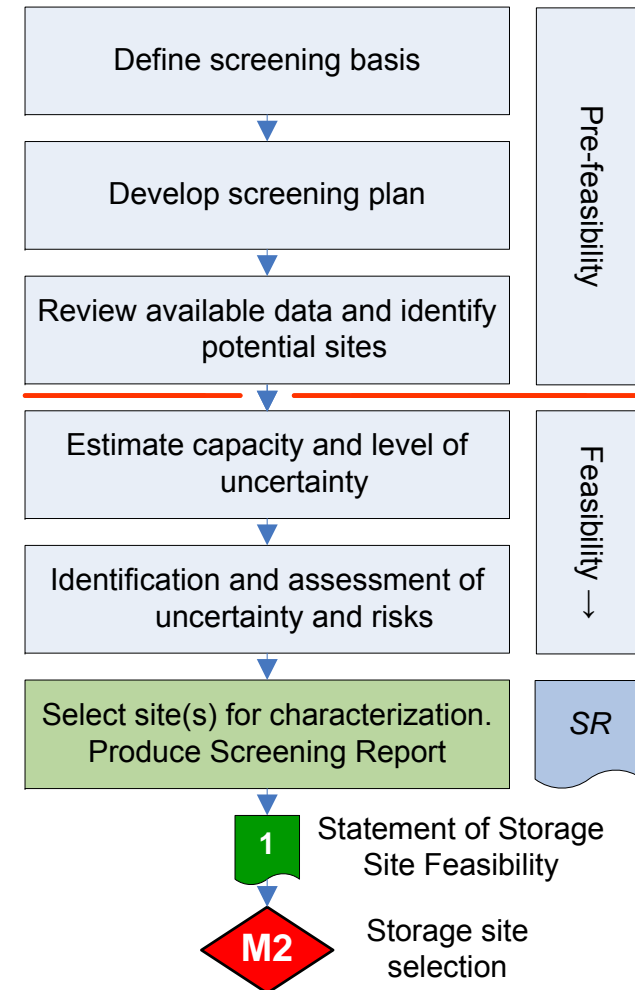 Define screening basis
Develop screening plan
Review available data and identify
potential sites
Pre-feasibility
Estimate capacity and level of
uncertainty
Identification and assessment of
uncertainty and risks
Feasibility →
Select site(s) for characterization.
Produce Screening Report
SR
1
Statement of Storage
Site Feasibility
M2
Storage site
selection